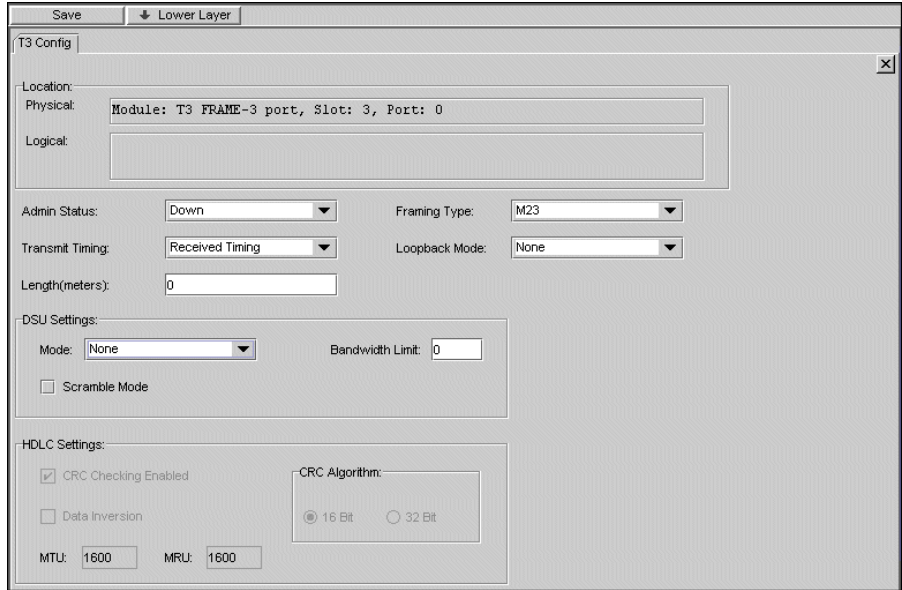 Save Lower Layer
T3 Config
Location:
Physical: Module: T3 FRAME-3 port, Slot: 3, Port: 0
Logical:
Admin Status: Down Framing Type: M23
Transmit Timing: Received Timing Loopback Mode: None
Length(meters): 0
DSU Settings:
Mode: None Bandwidth Limit: 0
Scramble Mode
HDLC Settings:
CRC Checking Enabled CRC Algorithm:
Data Inversion 16 Bit 32 Bit
MTU: 1600 MRU: 1600